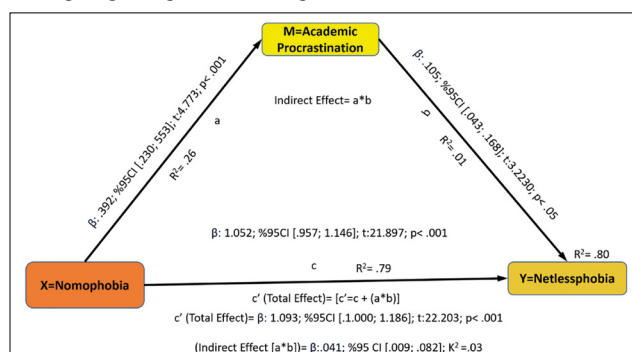 M=Academic
Procrastination
β: .392; %95CI [.230; 553]; t:4.773; p< .001
a
R²= .26
Indirect Effect= a*b
β: .105; %95CI [.043; .168]; t:3.2230; p< .05
b
R²= .01
β: 1.052; %95CI [.957; 1.146]; t:21.897; p< .001
X=Nomophobia
c
R²= .79
Y=Netlessphobia
R²= .80
c' (Total Effect)= [c'=c + (a*b)]
c' (Total Effect)= β: 1.093; %95CI [.1.000; 1.186]; t:22.203; p< .001
(Indirect Effect [a*b])= β:.041; %95 CI [.009; .082]; K²=.03